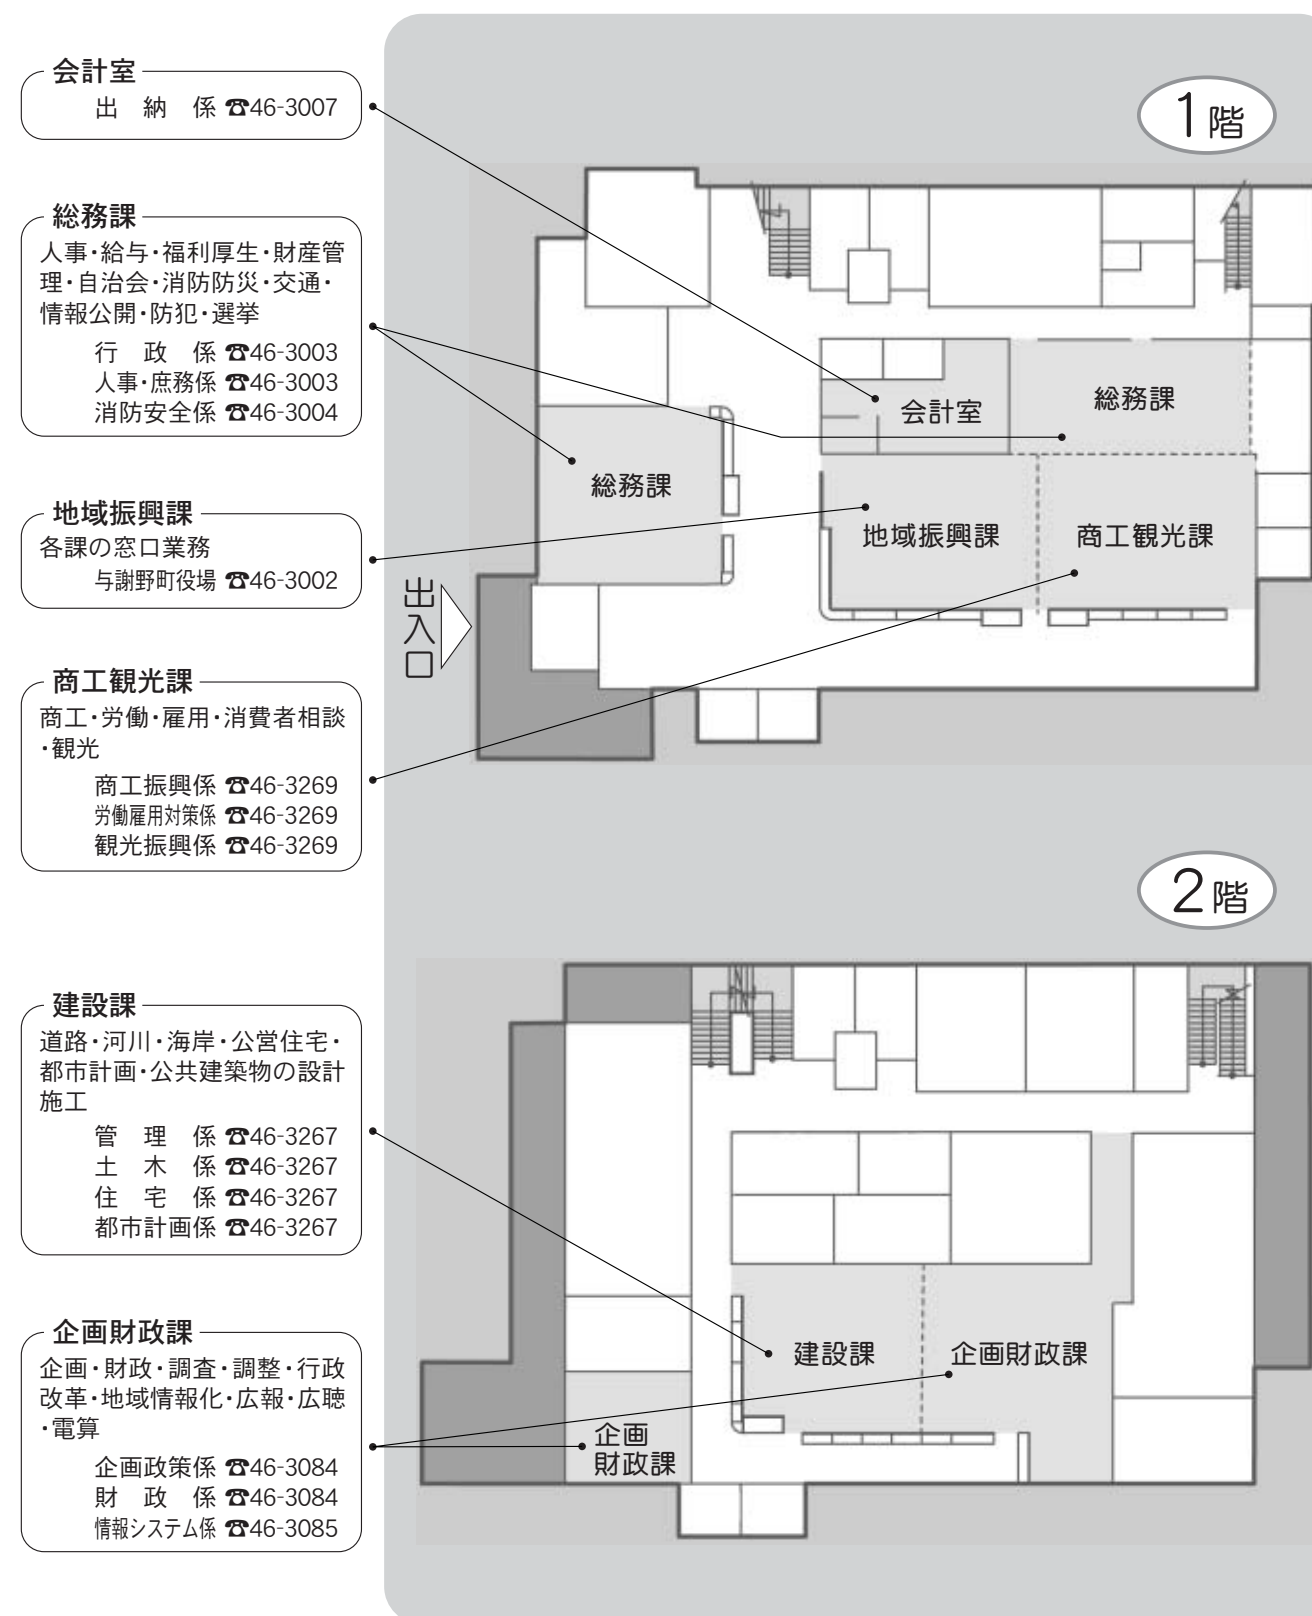 会計室
出納係 ☎46-3007
総務課
人事・給与・福利厚生・財産管
理・自治会・消防防災・交通・
情報公開・防犯・選挙
行政係 ☎46-3003
人事・庶務係 ☎46-3003
消防安全係 ☎46-3004
地域振興課
各課の窓口業務
与謝野町役場 ☎46-3002
商工観光課
商工・労働・雇用・消費者相談
・観光
商工振興係 ☎46-3269
労働雇用対策係 ☎46-3269
観光振興係 ☎46-3269
建設課
道路・河川・海岸・公営住宅・
都市計画・公共建築物の設計
施工
管理係 ☎46-3267
土木係 ☎46-3267
住宅係 ☎46-3267
都市計画係 ☎46-3267
企画財政課
企画・財政・調査・調整・行政
改革・地域情報化・広報・広聴
・電算
企画政策係 ☎46-3084
財政係 ☎46-3084
情報システム係 ☎46-3085
1階
会計室
総務課
総務課
地域振興課
商工観光課
出入口
2階
建設課
企画財政課
企画
財政課